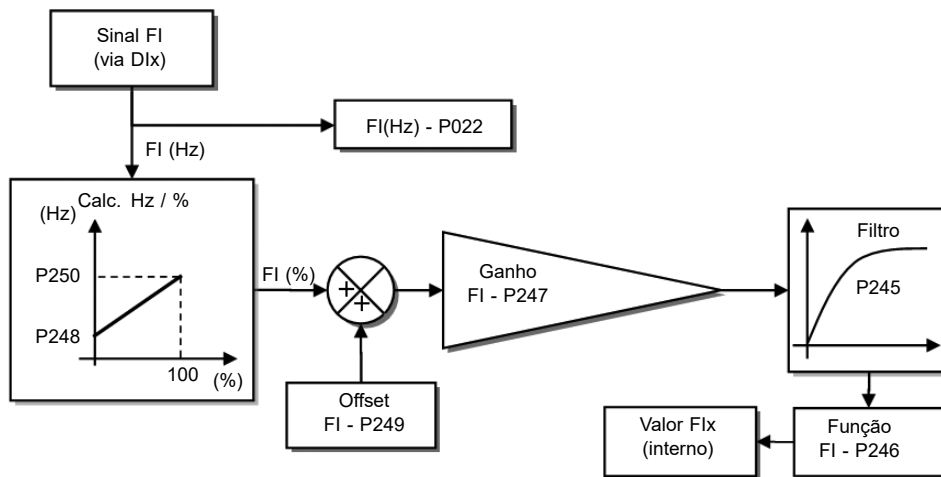 Sinal FI
(via DIx)
FI(Hz) - P022
FI (Hz)
Calc. Hz / %
(Hz)
P250
P248
100
(%)
FI (%)
+
+
Offset
FI - P249
Ganho
FI - P247
Filtro
P245
Função
FI - P246
Valor FIx
(interno)